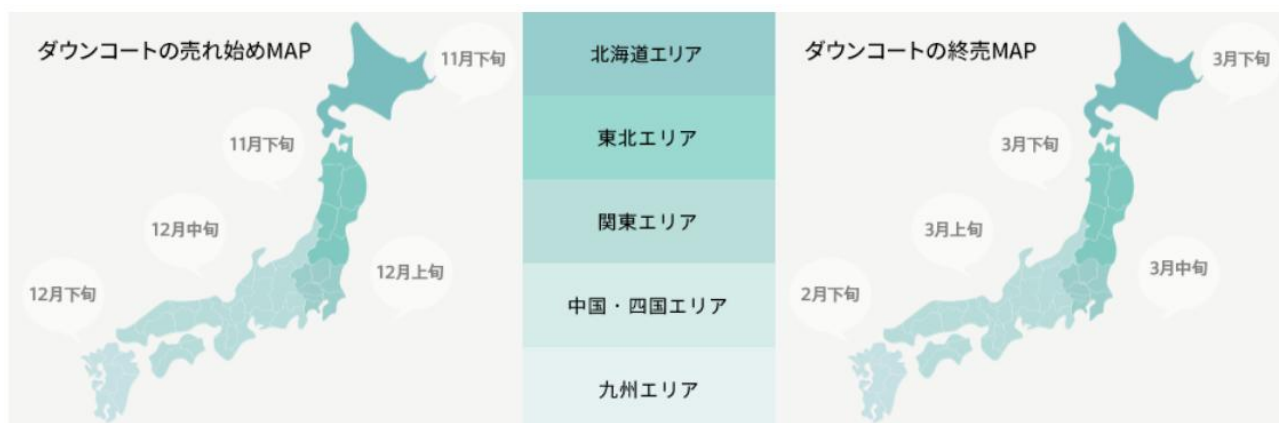 ダウンコートの売れ始めMAP
11月下旬
11月下旬
12月中旬
12月上旬
12月下旬
北海道エリア
東北エリア
関東エリア
中国・四国エリア
九州エリア
ダウンコートの終売MAP
3月下旬
3月下旬
3月上旬
3月中旬
2月下旬